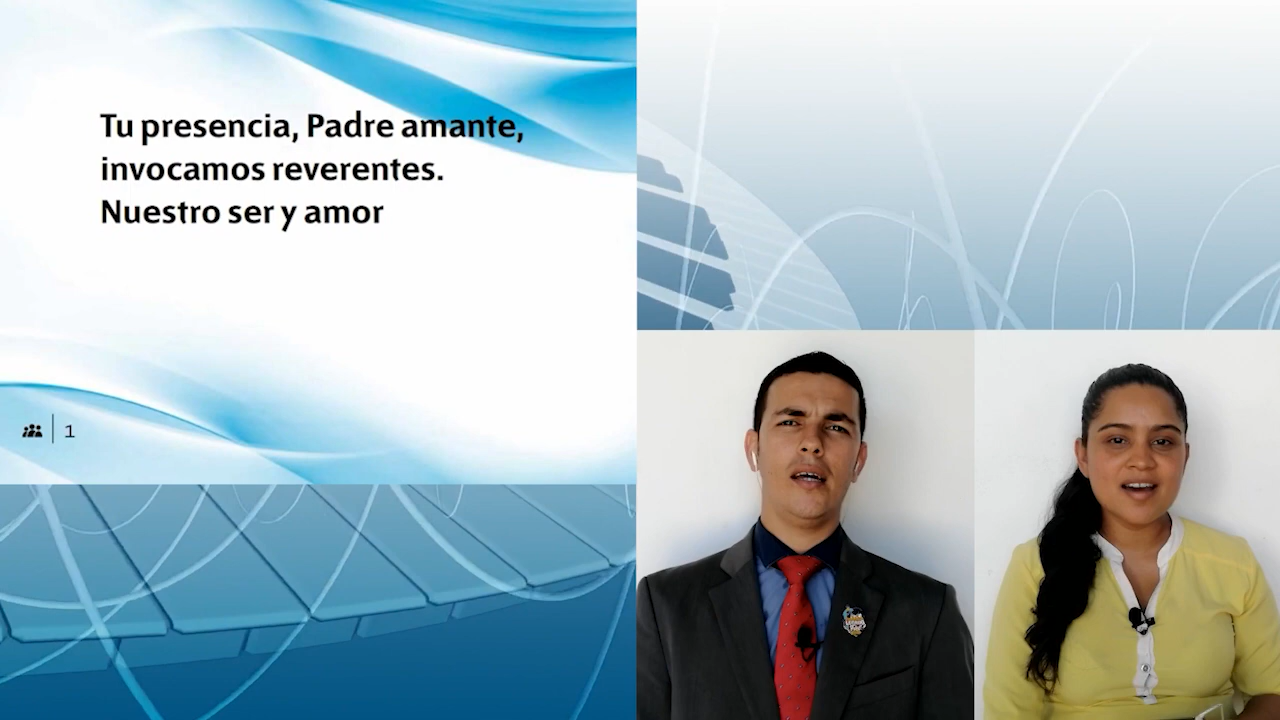 Tu presencia, Padre amante,
invocamos reverentes.
Nuestro ser y amor
1